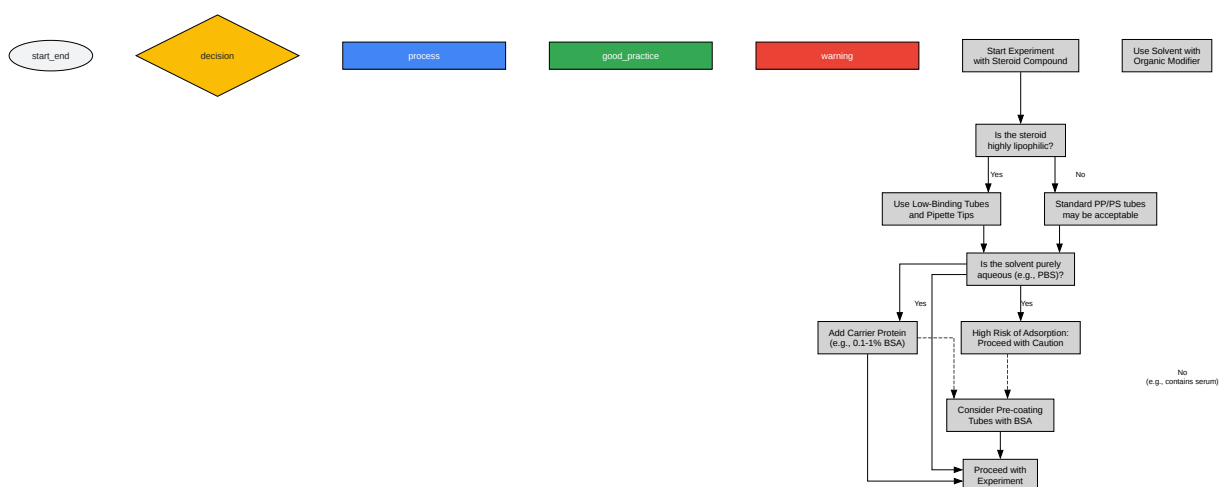 start_end
decision
process
good_practice
warning
Start Experiment
with Steroid Compound
Use Solvent with
Organic Modifier
Is the steroid
highly lipophilic?
Yes
No
Use Low-Binding Tubes
and Pipette Tips
Standard PP/PS tubes
may be acceptable
Is the solvent purely
aqueous (e.g., PBS)?
Yes
Yes
Add Carrier Protein
(e.g., 0.1-1% BSA)
High Risk of Adsorption:
Proceed with Caution
No
(e.g., contains serum)
Consider Pre-coating
Tubes with BSA
Proceed with
Experiment